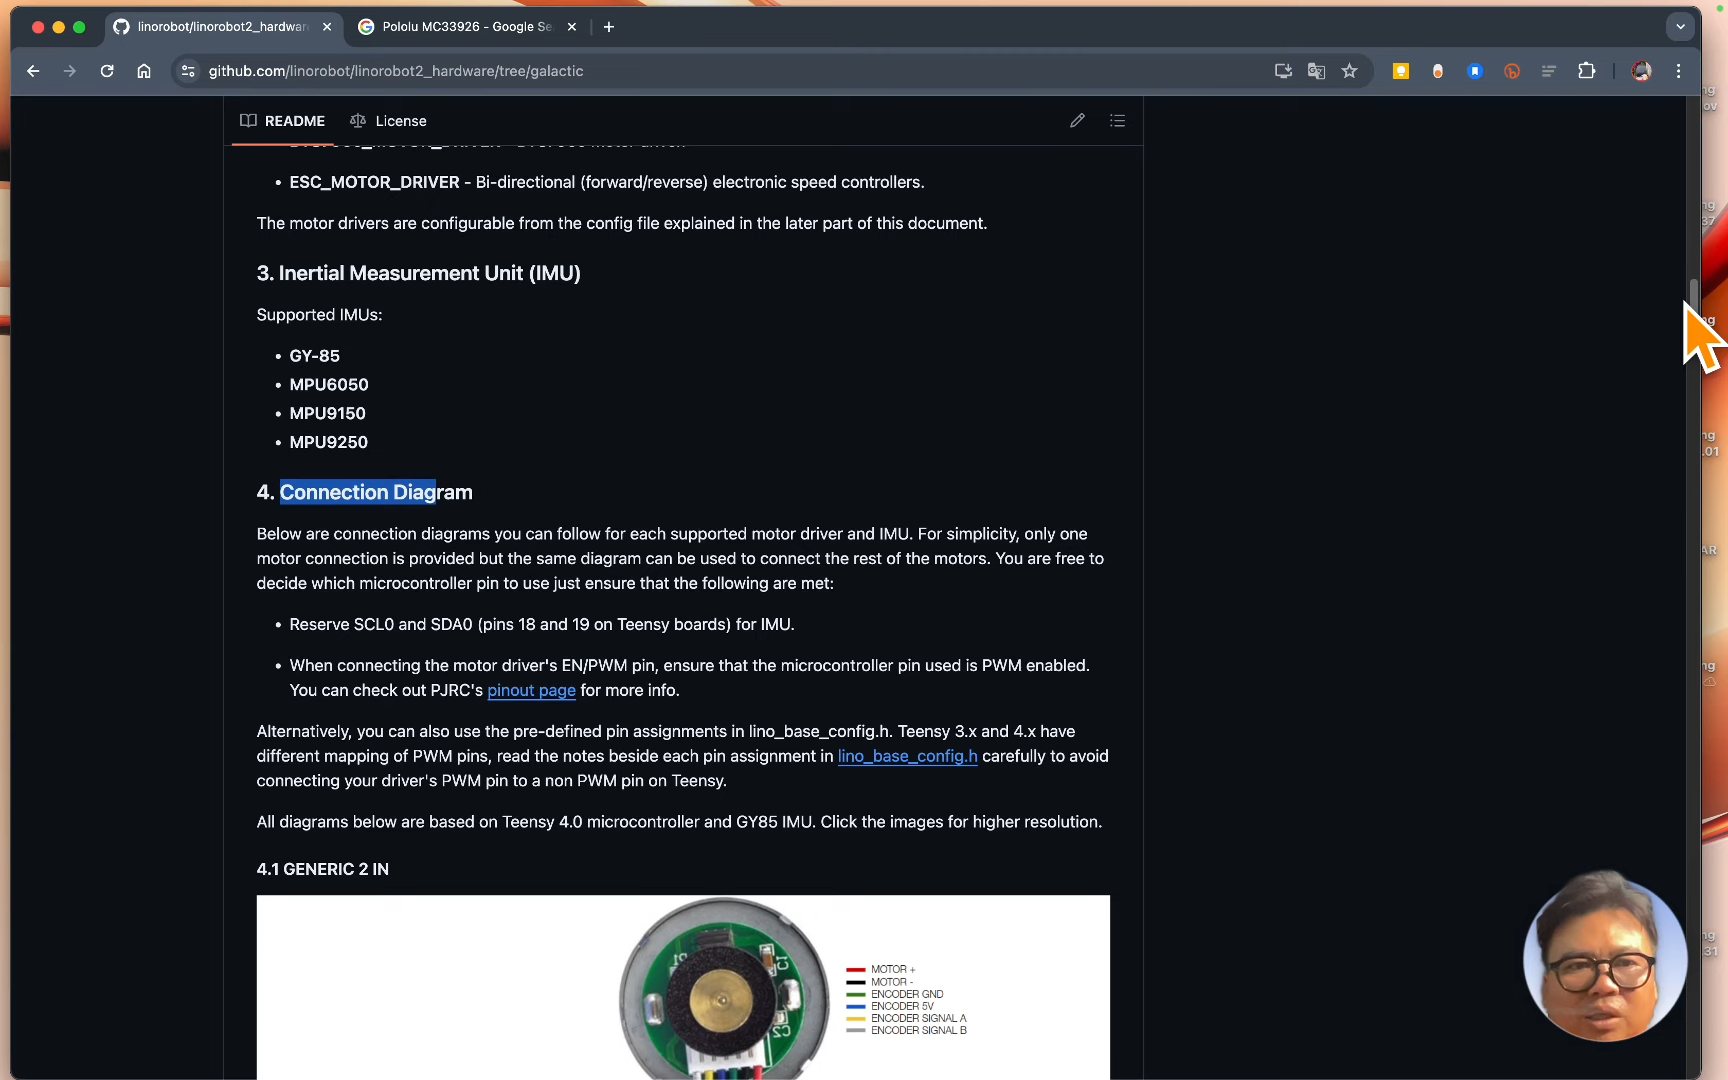 linorobot/linorobot2_hardware
Pololu MC33926 - Google Se
github.com/linorobot/linorobot2_hardware/tree/galactic
README
License
ESC_MOTOR_DRIVER - Bi-directional (forward/reverse) electronic speed controllers.
The motor drivers are configurable from the config file explained in the later part of this document.
3. Inertial Measurement Unit (IMU)
Supported IMUs:
• GY-85
• MPU6050
• MPU9150
• MPU9250
4. Connection Diagram
Below are connection diagrams you can follow for each supported motor driver and IMU. For simplicity, only one
motor connection is provided but the same diagram can be used to connect the rest of the motors. You are free to
decide which microcontroller pin to use just ensure that the following are met:
• Reserve SCL0 and SDA0 (pins 18 and 19 on Teensy boards) for IMU.
• When connecting the motor driver's EN/PWM pin, ensure that the microcontroller pin used is PWM enabled.
You can check out PJRC's pinout page for more info.
Alternatively, you can also use the pre-defined pin assignments in lino_base_config.h. Teensy 3.x and 4.x have
different mapping of PWM pins, read the notes beside each pin assignment in lino_base_config.h carefully to avoid
connecting your driver's PWM pin to a non PWM pin on Teensy.
All diagrams below are based on Teensy 4.0 microcontroller and GY85 IMU. Click the images for higher resolution.
4.1 GENERIC 2 IN
MOTOR +
MOTOR -
ENCODER GND
ENCODER 5V
ENCODER SIGNAL A
ENCODER SIGNAL B